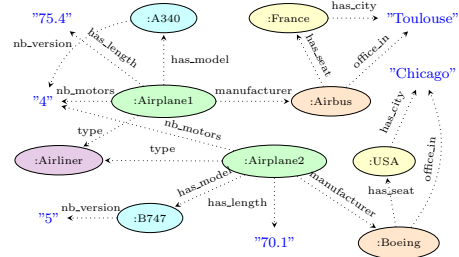 has_city
"75.4"
:A340
:France
"Toulouse"
nb_version
has_length
has_model
has_seat
office_in
"Chicago"
"4"
nb_motors
:Airplane1
manufacturer
:Airbus
type
nb_motors
has_city
office_in
:Airliner
type
:Airplane2
:USA
has_model
has_length
manufacturer
has_seat
"5"
nb_version
:B747
"70.1"
:Boeing